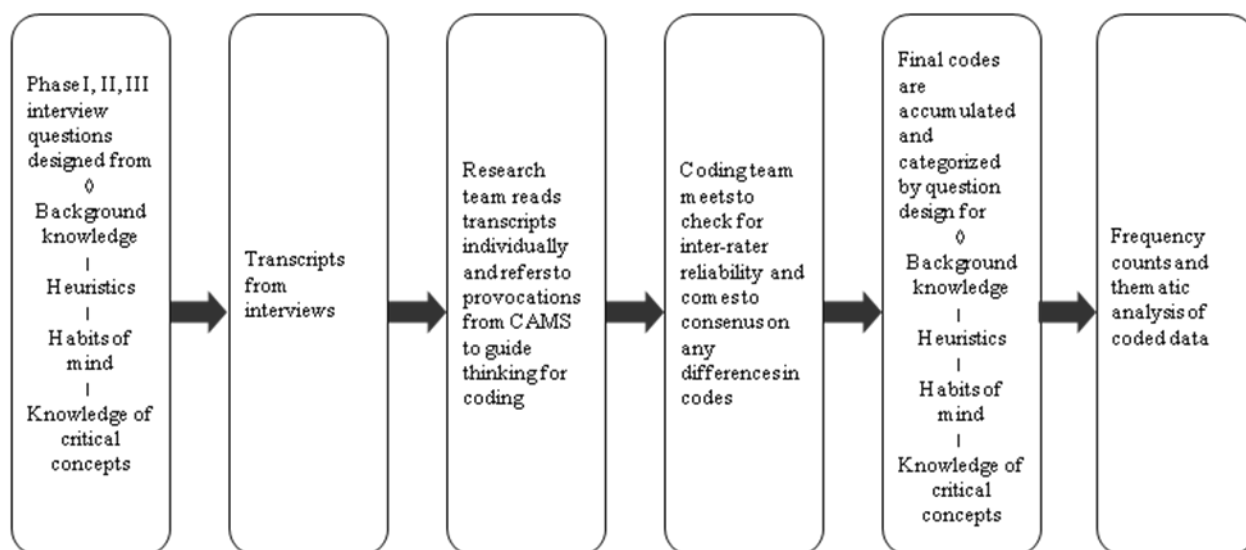 Phase I, II, III
interview
questions
designed from
◊
Background
knowledge
Heuristics
Habits of
mind
Knowledge of
critical
concepts
Transcripts
from
interviews
Research
team reads
transcripts
individually
and refers to
provocations
from CAMS
to guide
thinking for
coding
Coding team
meets to
check for
inter-rater
reliability and
comes to
consenus on
any
differences in
codes
Final codes
are
accumulated
and
categorized
by question
design for
◊
Background
knowledge
Heuristics
Habits of
mind
Knowledge of
critical
concepts
Frequency
counts and
thematic
analysis of
coded data